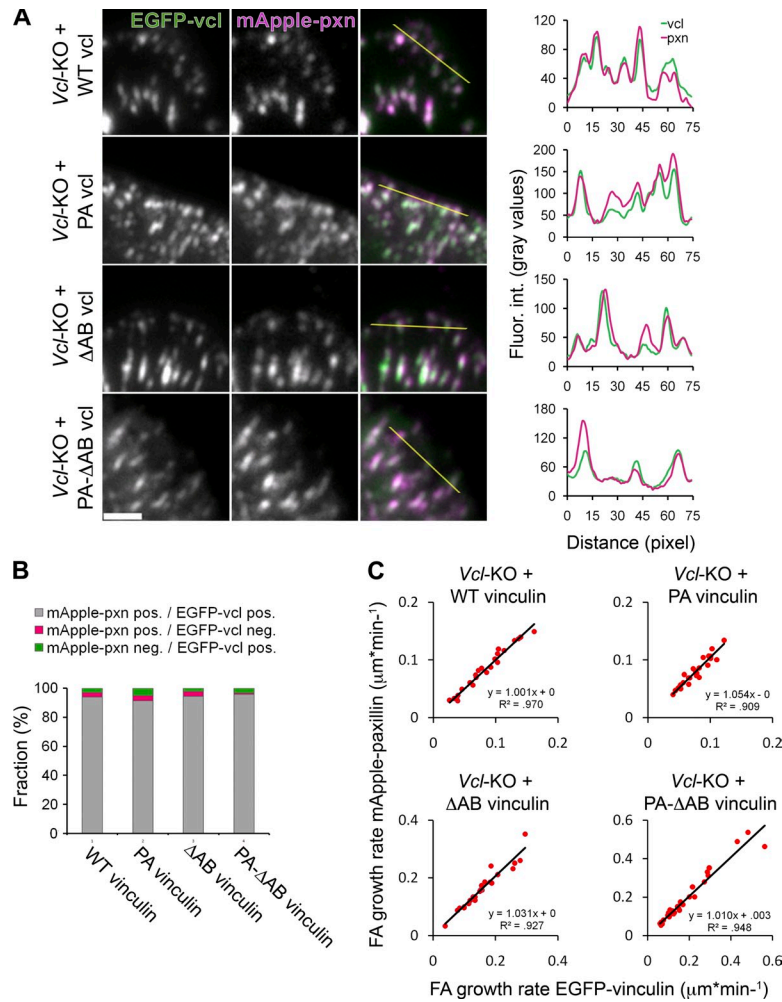 A
EGFP-vcl
mApple-pxn
Vcl-KO +
WT vcl
Vcl-KO +
PA vcl
Vcl-KO +
ΔAB vcl
Vcl-KO +
PA-ΔAB vcl
vcl
pxn
120
100
80
60
40
20
0
0 15 30 45 60 75
200
150
100
50
0
0 15 30 45 60 75
150
100
50
0
0 15 30 45 60 75
180
120
60
0
0 15 30 45 60 75
Fluor. int. (gray values)
Distance (pixel)
B
mApple-pxn pos. / EGFP-vcl pos.
mApple-pxn pos. / EGFP-vcl neg.
mApple-pxn neg. / EGFP-vcl pos.
Fraction (%)
100
80
60
40
20
0
WT vinculin
PA vinculin
ΔAB vinculin
PA-ΔAB vinculin
C
FA growth rate mApple-paxillin (µm*min-¹)
Vcl-KO +
WT vinculin
0.2
0.1
0
y = 1.001x + 0
R² = .970
0 0.1 0.2
Vcl-KO +
PA vinculin
0.2
0.1
0
y = 1.054x - 0
R² = .909
0 0.1 0.2
Vcl-KO +
ΔAB vinculin
0.4
0.2
0
y = 1.031x + 0
R² = .927
0 0.2 0.4
Vcl-KO +
PA-ΔAB vinculin
0.6
0.4
0.2
0
y = 1.010x + .003
R² = .948
0 0.2 0.4 0.6
FA growth rate EGFP-vinculin (µm*min-¹)